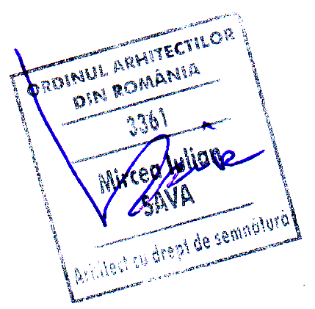 ORDINUL ARHITECTILOR
DIN ROMÂNIA
3361
Mircea Iulian
SAVA
Arhitect cu drept de semnătură